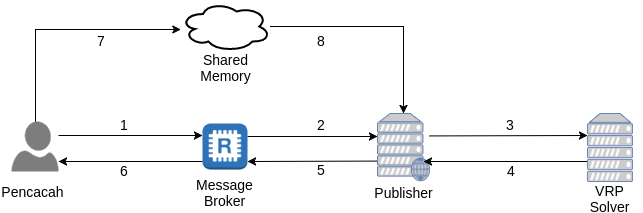 7
8
Shared
Memory
1
2
3
R
6
5
4
Pencacah
Message
Broker
Publisher
VRP
Solver